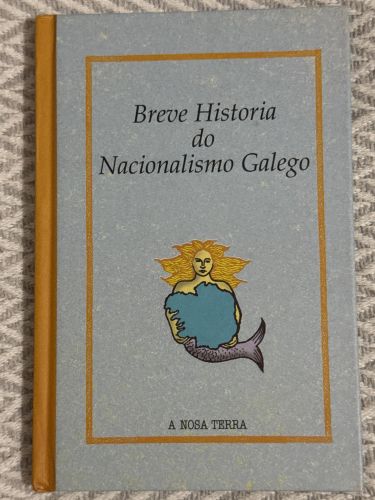 Breve Historia
do
Nacionalismo Galego
A NOSA TERRA